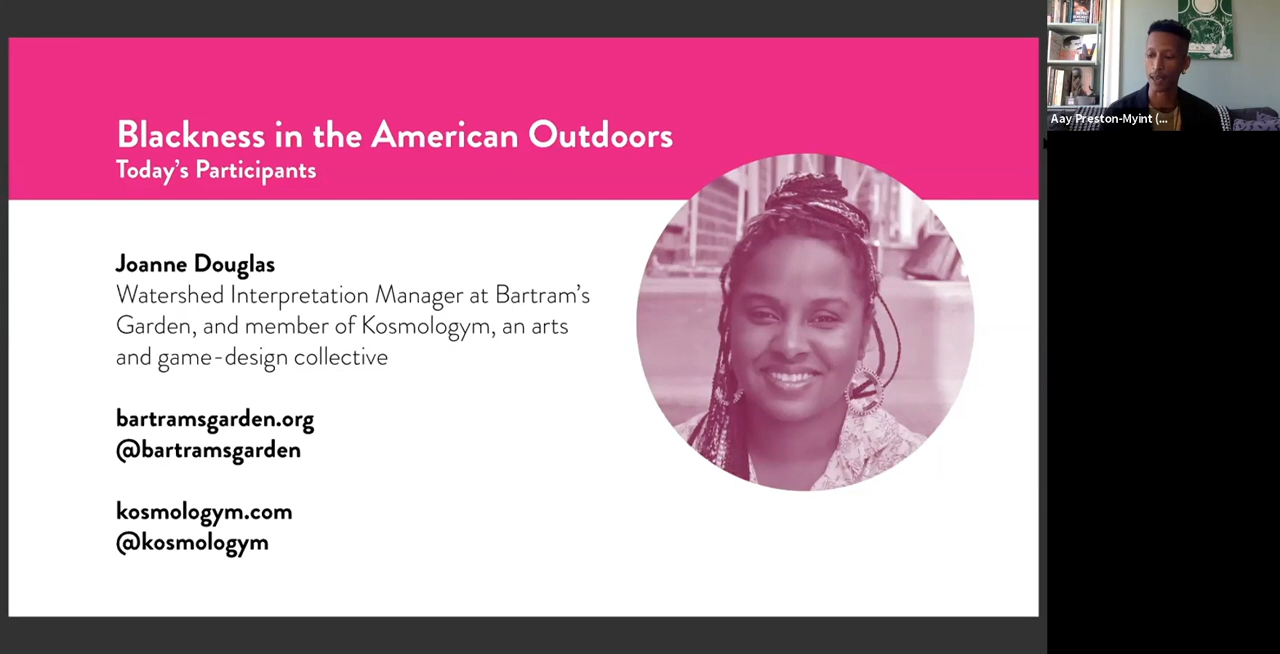 Blackness in the American Outdoors
Today's Participants
Joanne Douglas
Watershed Interpretation Manager at Bartram's
Garden, and member of Kosmologym, an arts
and game-design collective
bartramsgarden.org
@bartramsgarden
kosmologym.com
@kosmologym
Aay Preston-Myint (...